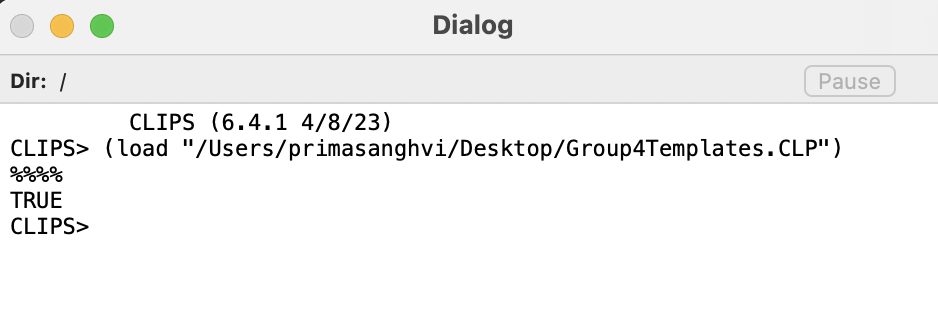 Dialog
Dir: /
Pause
CLIPS (6.4.1 4/8/23)
CLIPS> (load "/Users/primasanghvi/Desktop/Group4Templates.CLP")
%%%%
TRUE
CLIPS>